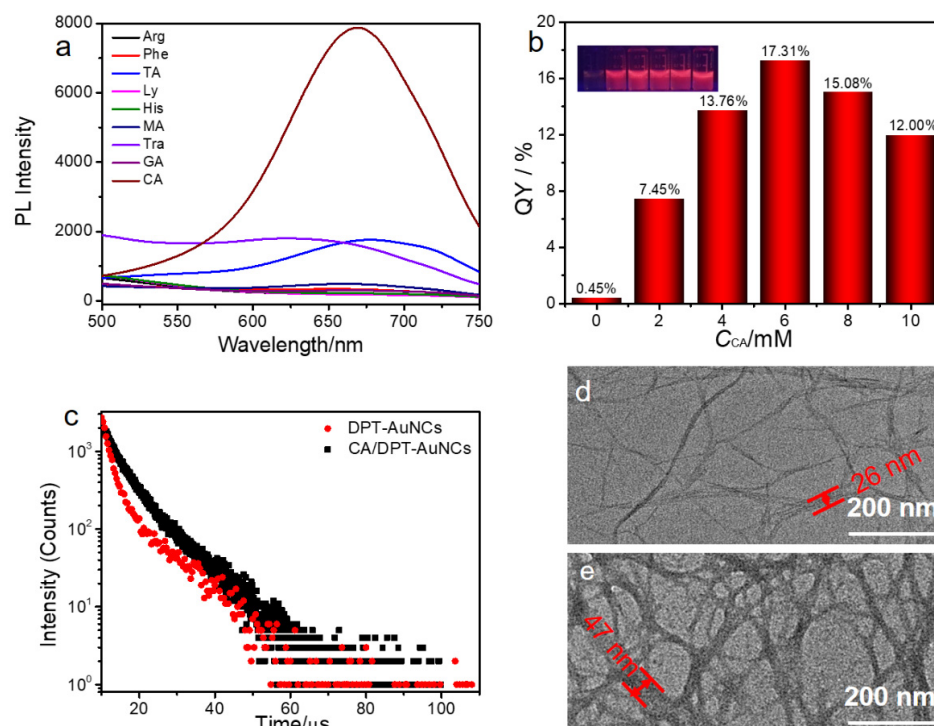 a
Arg
Phe
TA
Ly
His
MA
Tra
GA
CA
8000
6000
4000
2000
0
PL Intensity
500
550
600
650
700
750
Wavelength/nm
b
20
16
12
8
4
0
QY / %
0.45%
7.45%
13.76%
17.31%
15.08%
12.00%
0
2
4
6
8
10
CCA/mM
c
DPT-AuNCs
CA/DPT-AuNCs
10³
10²
10¹
10⁰
Intensity (Counts)
20
40
60
80
100
Time/μs
d
26 nm
200 nm
e
47 nm
200 nm